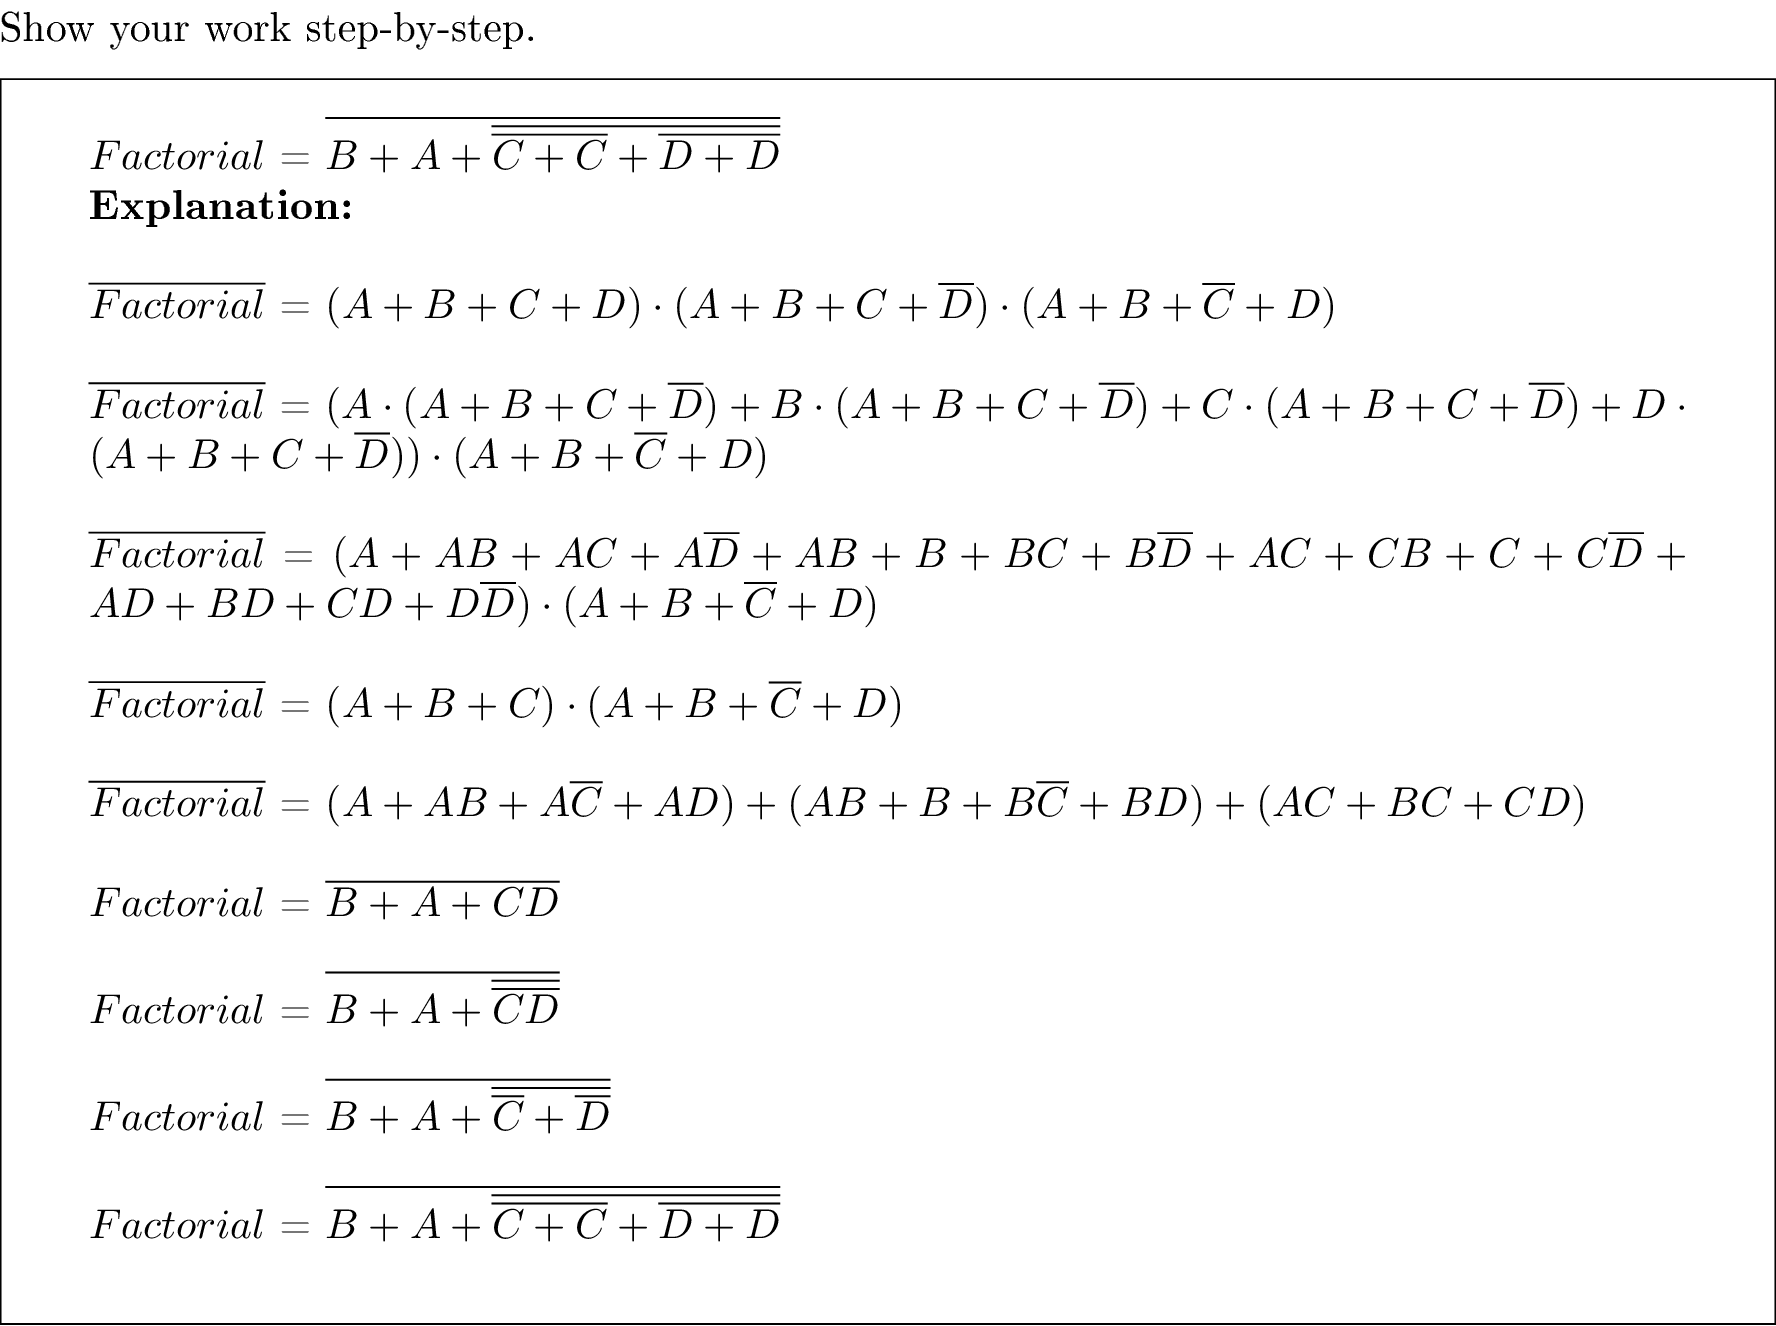 Show your work step-by-step.
$Factorial = \overline{B + A + \overline{\overline{C + C} + \overline{D + D}}}$
Explanation:
$\overline{Factorial} = (A + B + C + D) \cdot (A + B + C + \overline{D}) \cdot (A + B + \overline{C} + D)$
$\overline{Factorial} = (A \cdot (A + B + C + \overline{D}) + B \cdot (A + B + C + \overline{D}) + C \cdot (A + B + C + \overline{D}) + D \cdot$
$(A + B + C + \overline{D})) \cdot (A + B + \overline{C} + D)$
$\overline{Factorial} = (A + AB + AC + A\overline{D} + AB + B + BC + B\overline{D} + AC + CB + C + C\overline{D} +$
$AD + BD + CD + D\overline{D}) \cdot (A + B + \overline{C} + D)$
$\overline{Factorial} = (A + B + C) \cdot (A + B + \overline{C} + D)$
$\overline{Factorial} = (A + AB + A\overline{C} + AD) + (AB + B + B\overline{C} + BD) + (AC + BC + CD)$
$Factorial = \overline{B + A + CD}$
$Factorial = \overline{B + A + \overline{\overline{CD}}}$
$Factorial = \overline{B + A + \overline{\overline{C} + \overline{D}}}$
$Factorial = \overline{B + A + \overline{\overline{C + C} + \overline{D + D}}}$